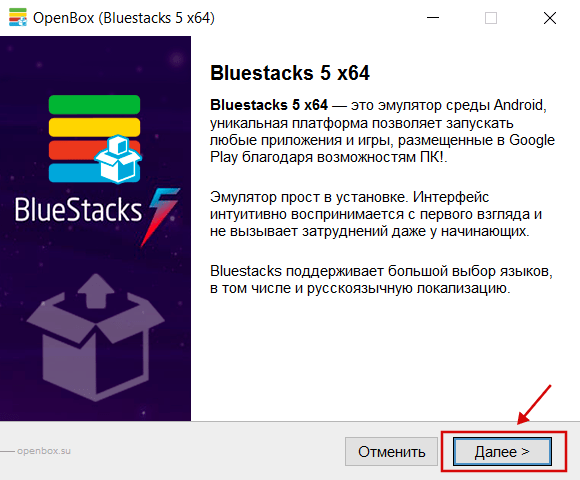 OpenBox (Bluestacks 5 x64)
Bluestacks 5 x64
Bluestacks 5 x64 — это эмулятор среды Android,
уникальная платформа позволяет запускать
любые приложения и игры, размещенные в Google
Play благодаря возможностям ПК!.
Эмулятор прост в установке. Интерфейс
интуитивно воспринимается с первого взгляда и
не вызывает затруднений даже у начинающих.
Bluestacks поддерживает большой выбор языков,
в том числе и русскоязычную локализацию.
BlueStacks 5
openbox.su
Отменить
Далее >